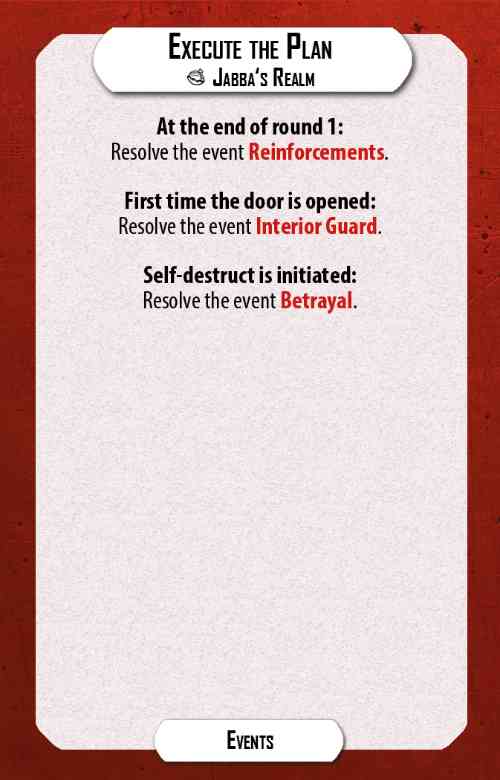 Execute the Plan
Jabba's Realm
At the end of round 1:
Resolve the event Reinforcements.
First time the door is opened:
Resolve the event Interior Guard.
Self-destruct is initiated:
Resolve the event Betrayal.
Events